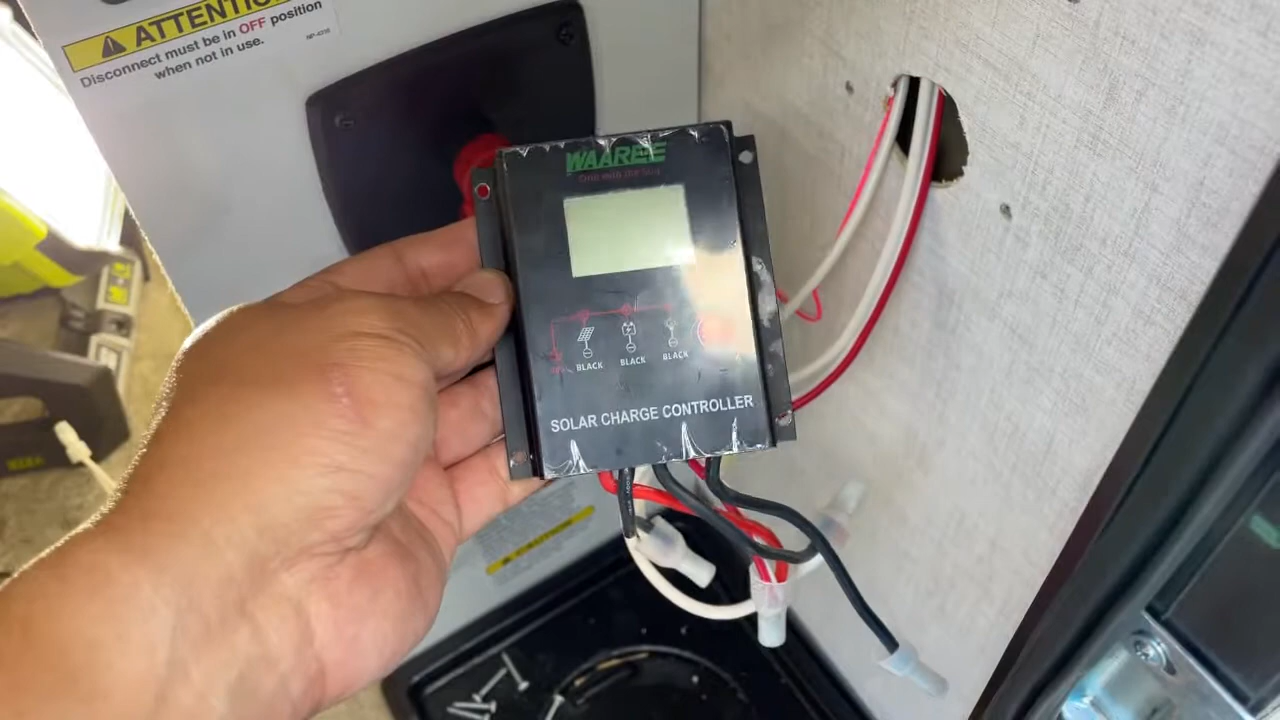 ATTENTION
Disconnect must be in OFF position
when not in use.
WAAREE
One with the Sun
BLACK BLACK BLACK
SOLAR CHARGE CONTROLLER
CAUTION